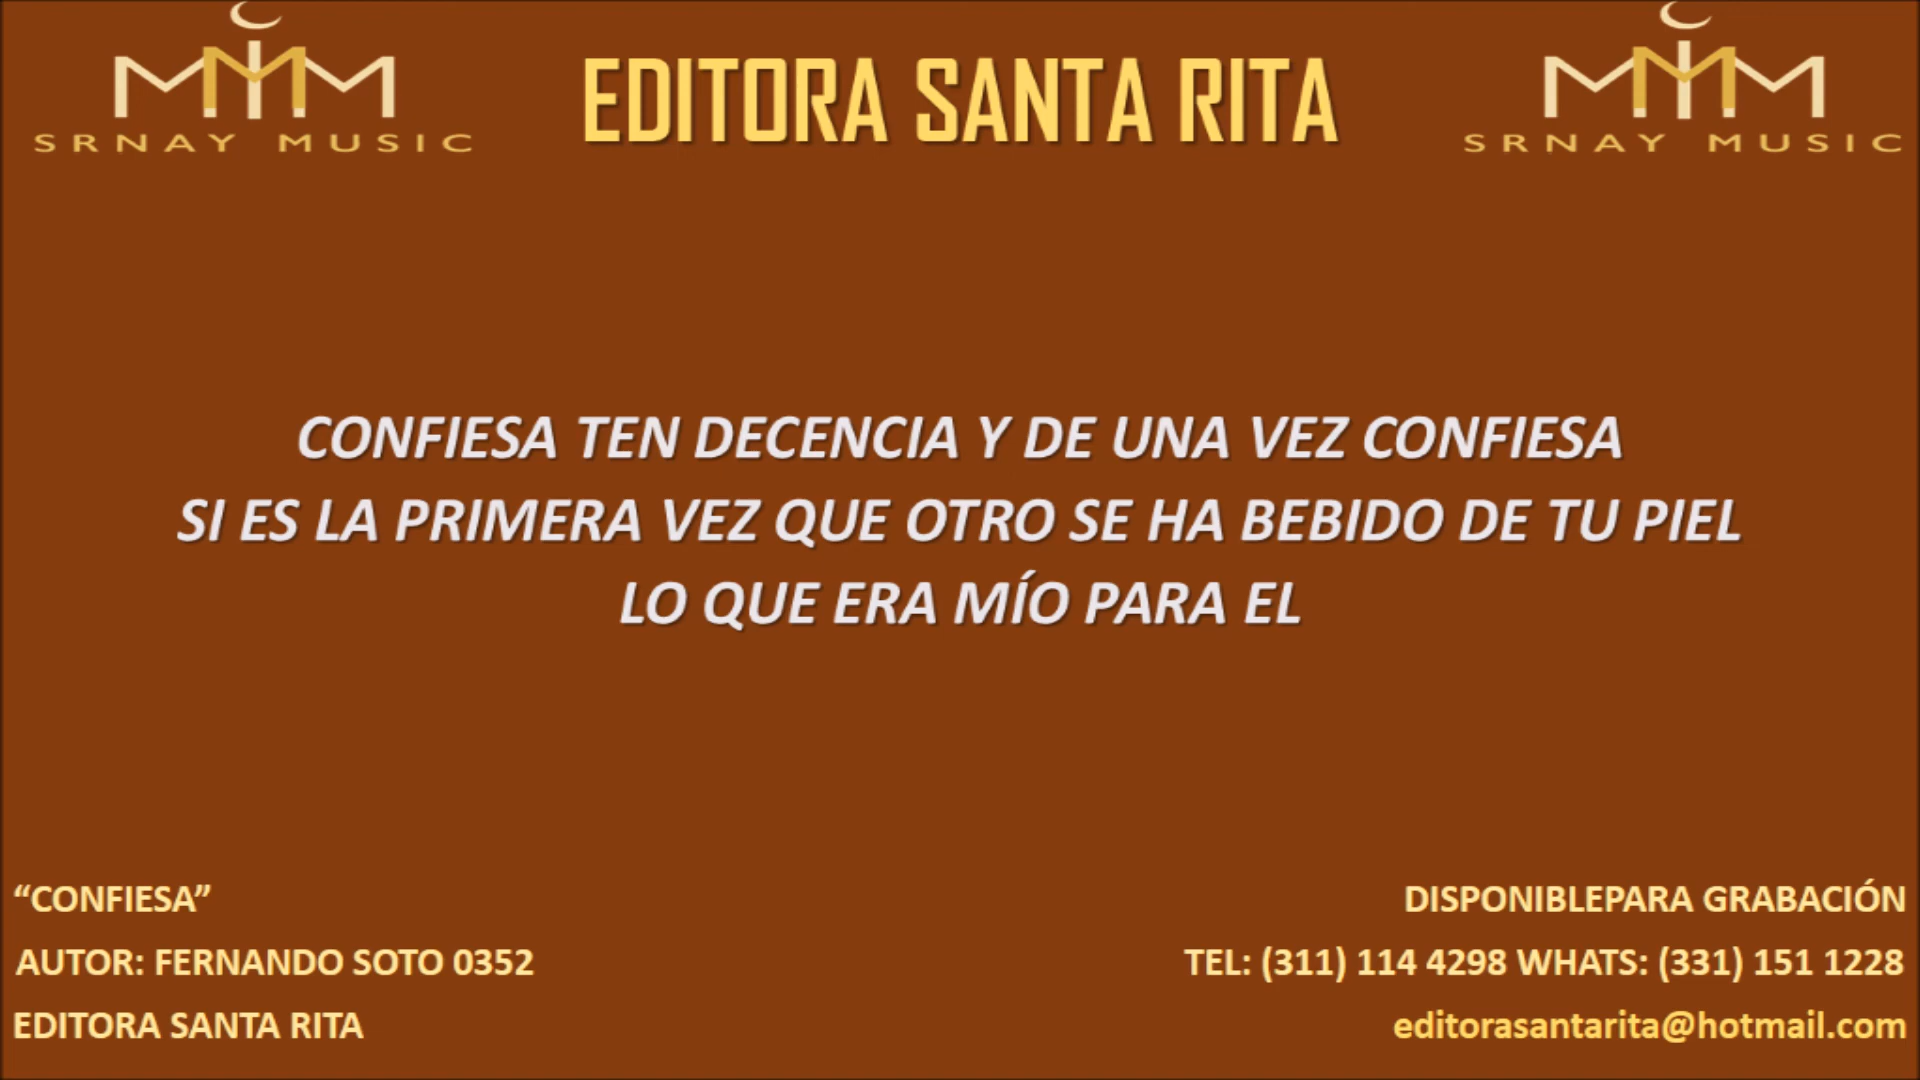 EDITORA SANTA RITA
SRNAY MUSIC
SRNAY MUSIC
CONFIESA TEN DECENCIA Y DE UNA VEZ CONFIESA
SI ES LA PRIMERA VEZ QUE OTRO SE HA BEBIDO DE TU PIEL
LO QUE ERA MÍO PARA EL
“CONFIESA”
AUTOR: FERNANDO SOTO 0352
EDITORA SANTA RITA
DISPONIBLEPARA GRABACIÓN
TEL: (311) 114 4298 WHATS: (331) 151 1228
editorasantarita@hotmail.com